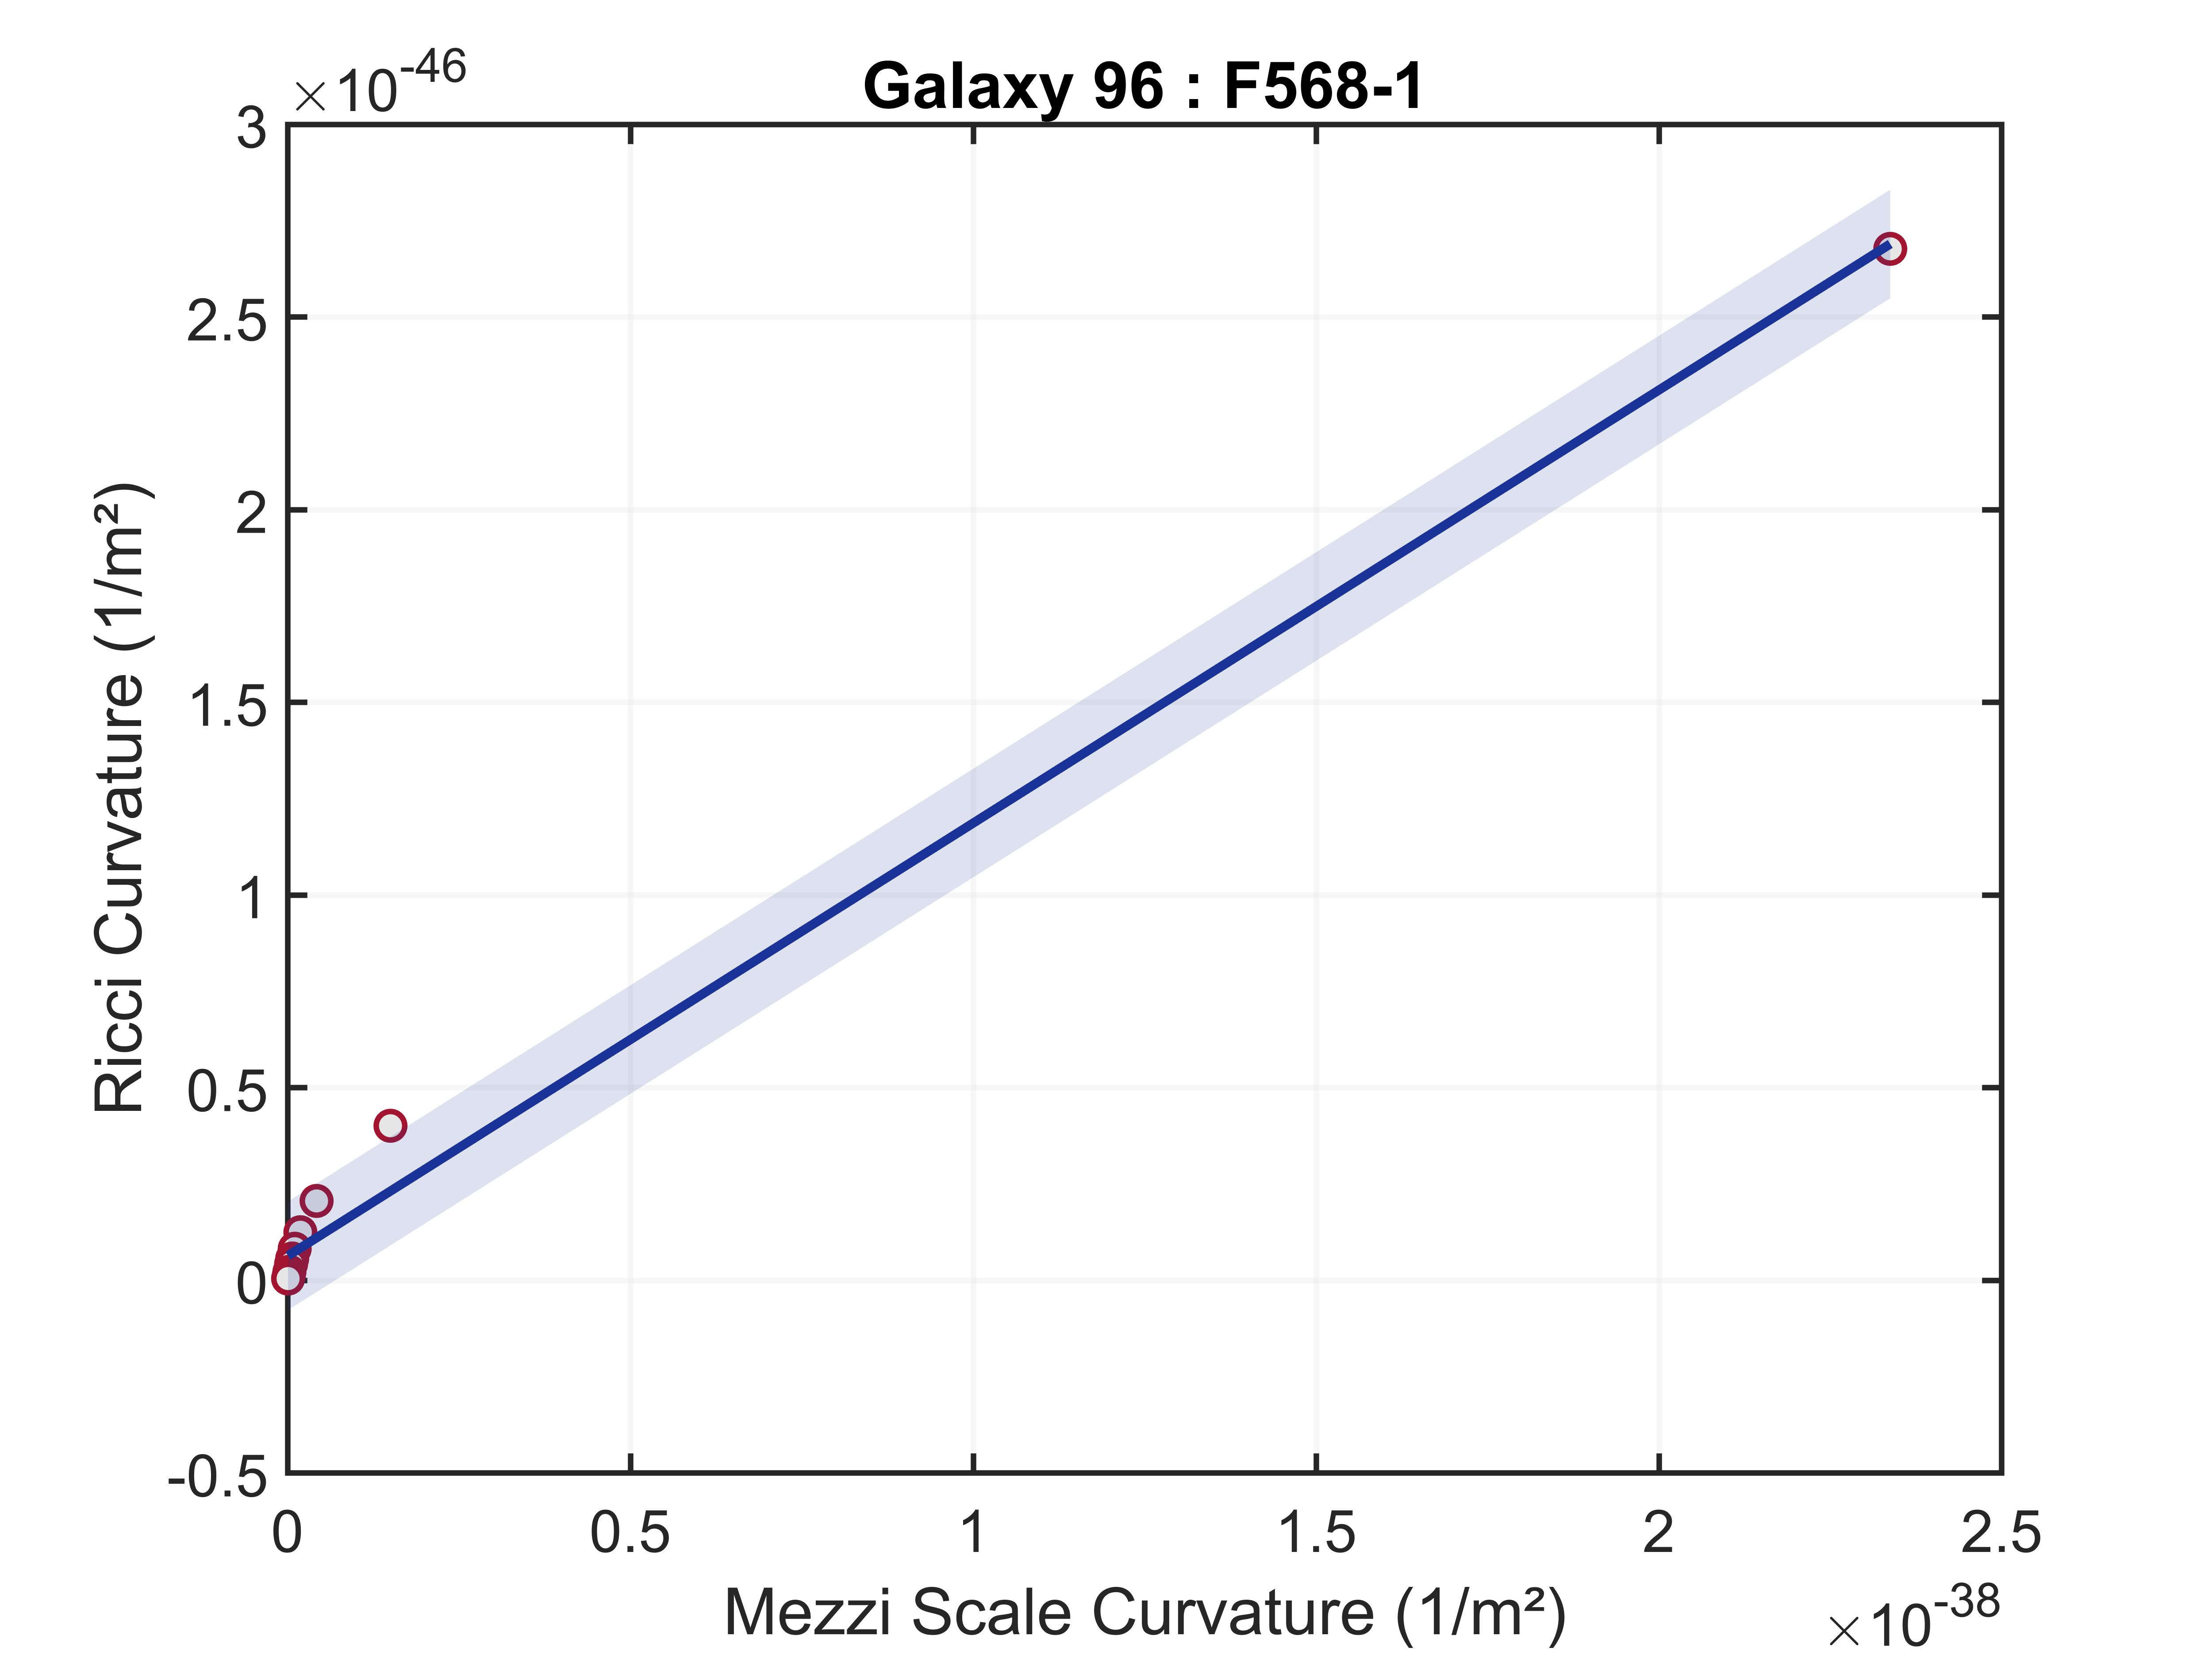 Galaxy 96 : F568-1
×10-46
3
2.5
2
1.5
1
0.5
0
-0.5
Ricci Curvature (1/m²)
0 0.5 1 1.5 2 2.5
Mezzi Scale Curvature (1/m²)
×10-38